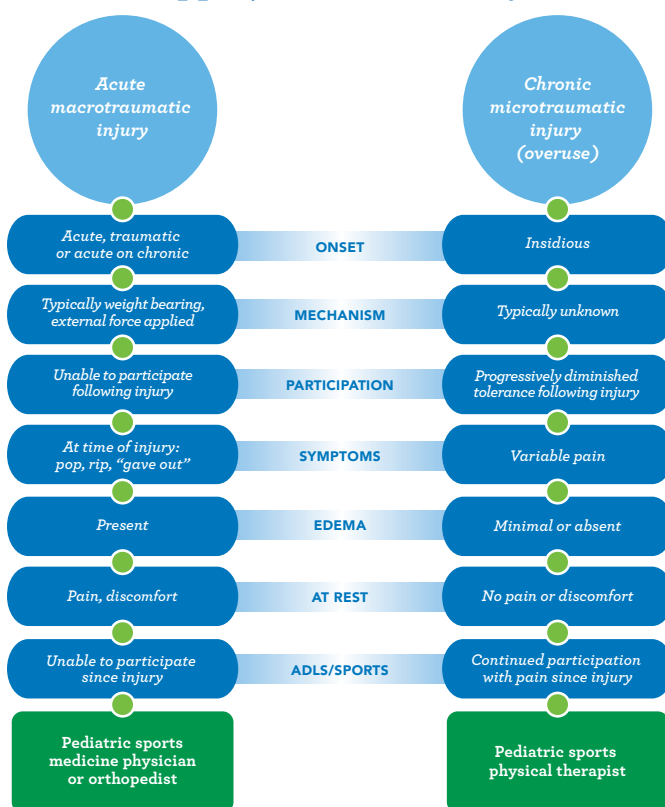 Acute
macrotraumatic
injury
Chronic
microtraumatic
injury
(overuse)
Acute, traumatic
or acute on chronic
ONSET
Insidious
Typically weight bearing,
external force applied
MECHANISM
Typically unknown
Unable to participate
following injury
PARTICIPATION
Progressively diminished
tolerance following injury
At time of injury:
pop, rip, “gave out”
SYMPTOMS
Variable pain
Present
EDEMA
Minimal or absent
Pain, discomfort
AT REST
No pain or discomfort
Unable to participate
since injury
ADLS/SPORTS
Continued participation
with pain since injury
Pediatric sports
medicine physician
or orthopedist
Pediatric sports
physical therapist